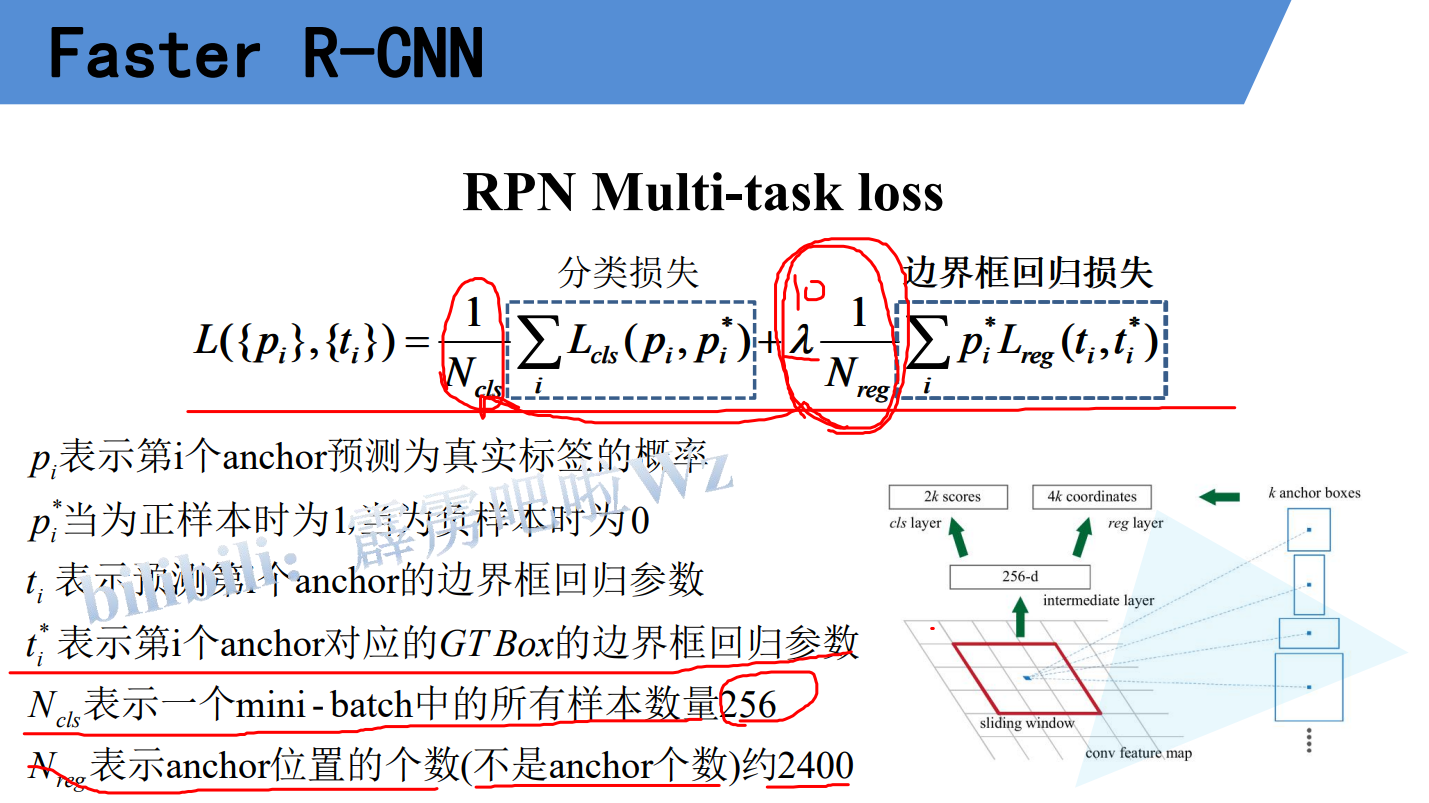 Faster R-CNN
RPN Multi-task loss
分类损失
边界框回归损失
10
L({p_i},{t_i}) = \frac{1}{N_{cls}} \sum_i L_{cls}(p_i, p_i^*) + λ \frac{1}{N_{reg}} \sum_i p_i^* L_{reg}(t_i, t_i^*)
p_i表示第i个anchor预测为真实标签的概率
p_i^*当为正样本时为1,当为负样本时为0
t_i 表示预测第i个anchor的边界框回归参数
t_i^* 表示第i个anchor对应的GT Box的边界框回归参数
N_{cls}表示一个mini-batch中的所有样本数量256
N_{reg}表示anchor位置的个数(不是anchor个数)约2400
bilibili: 霹雳吧啦Wz
2k scores
4k coordinates
k anchor boxes
cls layer
reg layer
256-d
intermediate layer
sliding window
conv feature map